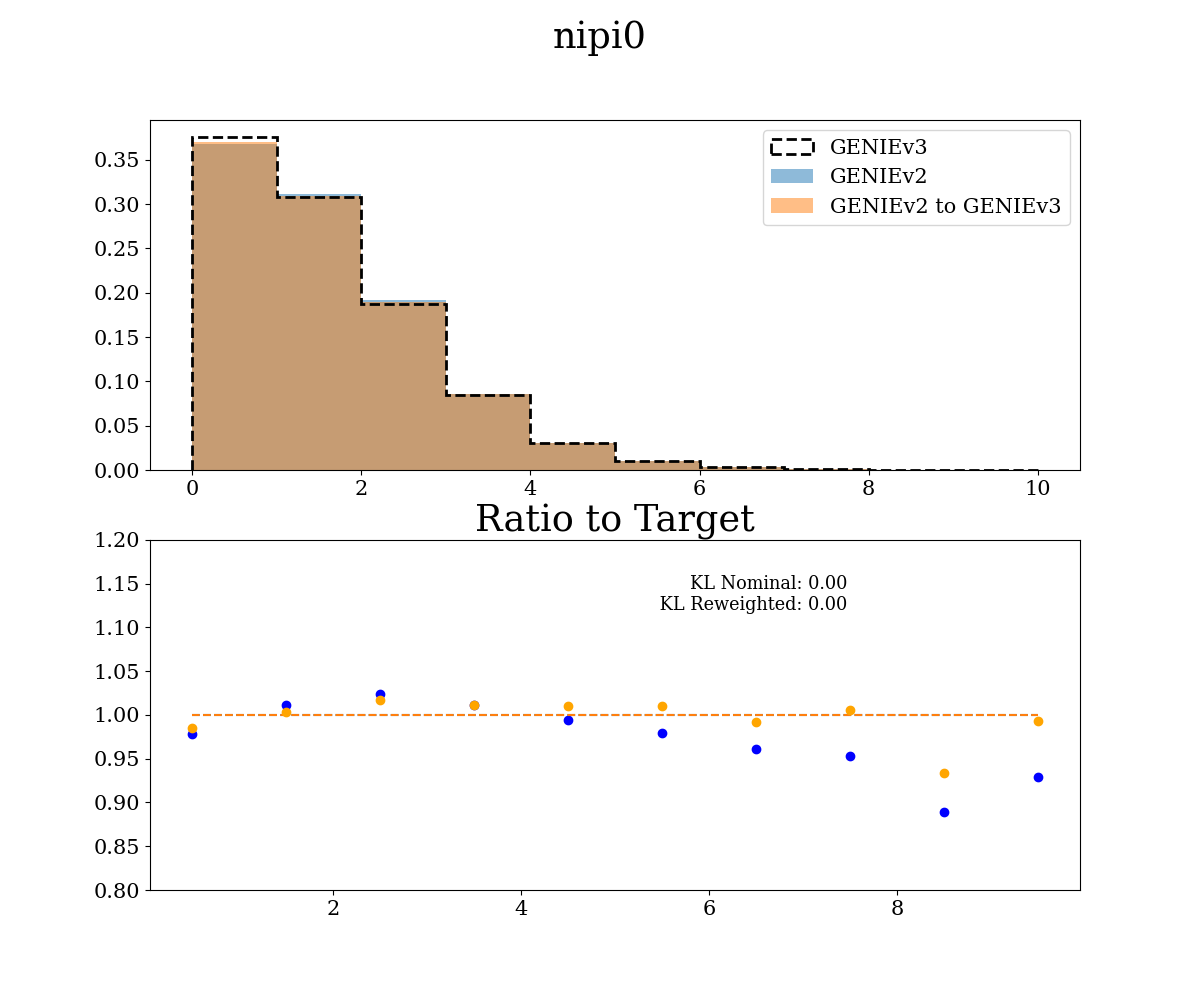 nipi0
GENIEv3
GENIEv2
GENIEv2 to GENIEv3
0.35
0.30
0.25
0.20
0.15
0.10
0.05
0.00
0 2 4 6 8 10
Ratio to Target
KL Nominal: 0.00
KL Reweighted: 0.00
1.20
1.15
1.10
1.05
1.00
0.95
0.90
0.85
0.80
2 4 6 8